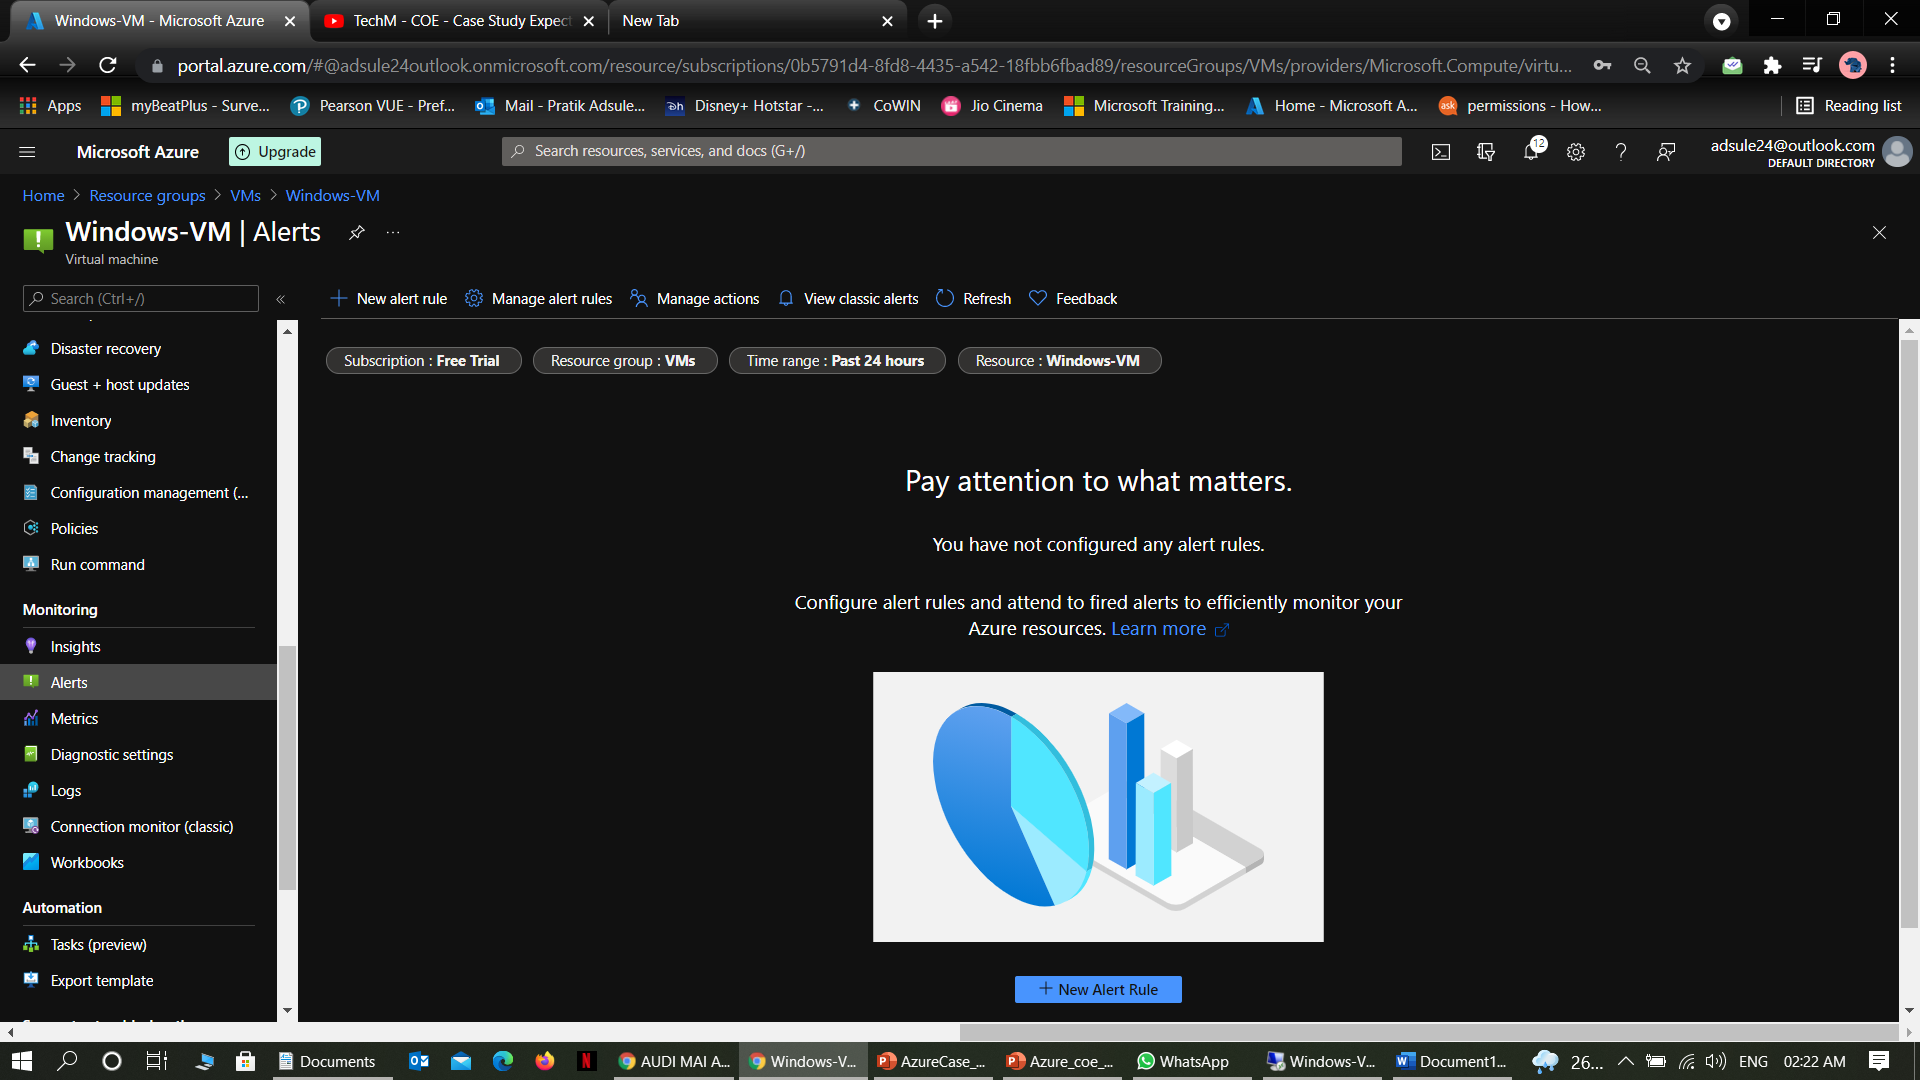 Windows-VM - Microsoft Azure
TechM - COE - Case Study Expect
New Tab
portal.azure.com/#@adsule24outlook.onmicrosoft.com/resource/subscriptions/0b5791d4-8fd8-4435-a542-18fbb6fbad89/resourceGroups/VMs/providers/Microsoft.Compute/virtu...
Apps
myBeatPlus - Surve...
Pearson VUE - Pref...
Mail - Pratik Adsule...
Disney+ Hotstar -...
CoWIN
Jio Cinema
Microsoft Training...
Home - Microsoft A...
permissions - How...
Reading list
Microsoft Azure
Upgrade
Search resources, services, and docs (G+/)
12
adsule24@outlook.com
DEFAULT DIRECTORY
Home > Resource groups > VMs > Windows-VM
Windows-VM | Alerts
Virtual machine
Search (Ctrl+/)
Disaster recovery
Guest + host updates
Inventory
Change tracking
Configuration management (...
Policies
Run command
Monitoring
Insights
Alerts
Metrics
Diagnostic settings
Logs
Connection monitor (classic)
Workbooks
Automation
Tasks (preview)
Export template
New alert rule
Manage alert rules
Manage actions
View classic alerts
Refresh
Feedback
Subscription : Free Trial
Resource group : VMs
Time range : Past 24 hours
Resource : Windows-VM
Pay attention to what matters.
You have not configured any alert rules.
Configure alert rules and attend to fired alerts to efficiently monitor your
Azure resources. Learn more
+ New Alert Rule
Documents
AUDI MAI A...
Windows-V...
AzureCase_...
Azure_coe_...
WhatsApp
Windows-V...
Document1...
26...
ENG
02:22 AM